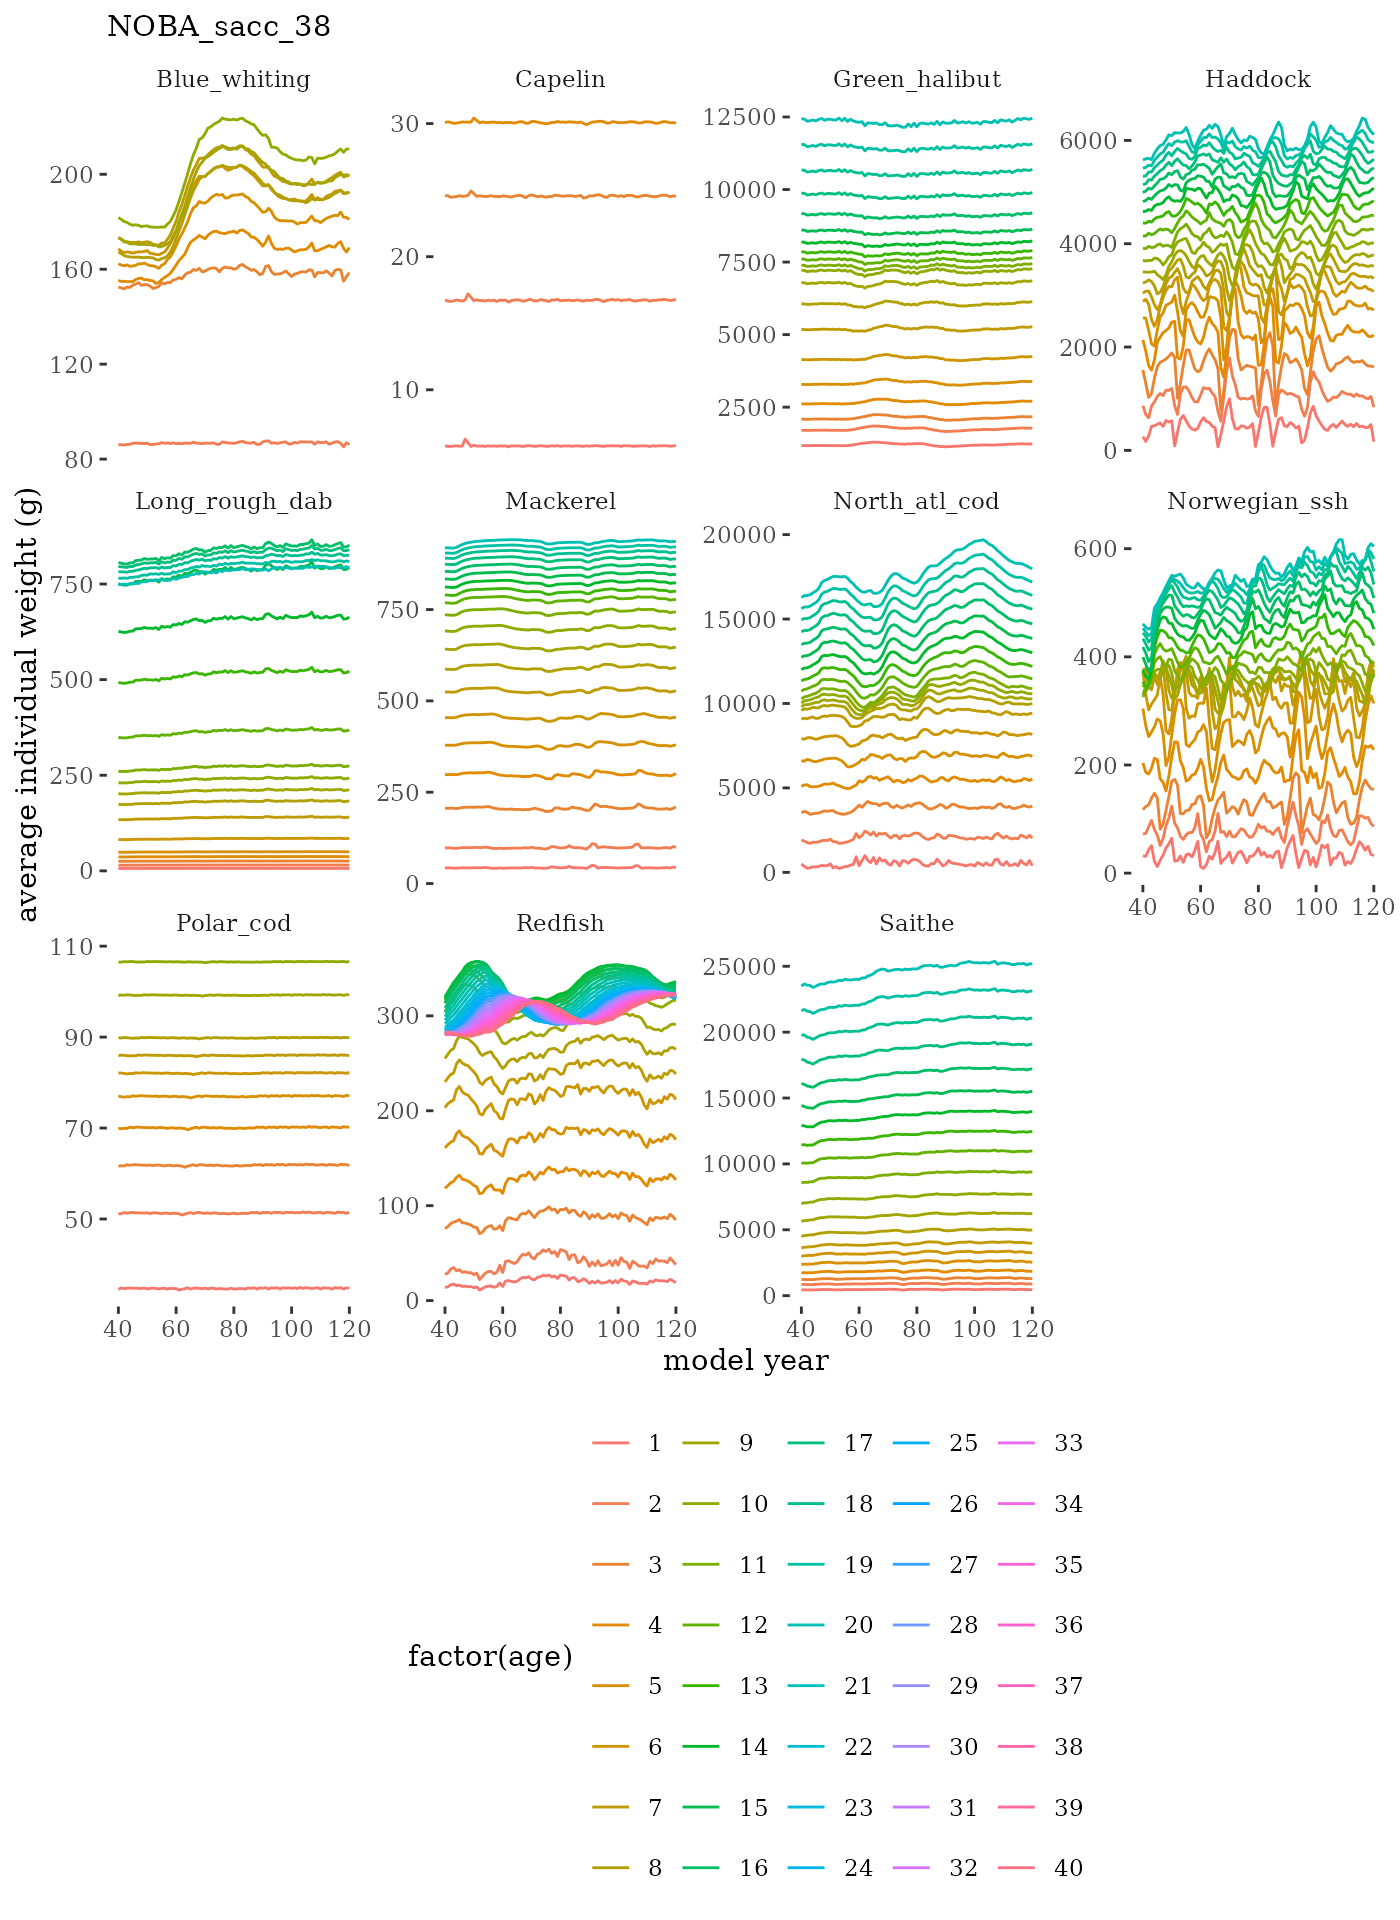 NOBA_sacc_38
Blue_whiting Capelin Green_halibut Haddock
200 160 120 80
30 20 10
12500 10000 7500 5000 2500
6000 4000 2000 0
average individual weight (g)
Long_rough_dab Mackerel North_atl_cod Norwegian_ssh
750 500 250 0
750 500 250 0
20000 15000 10000 5000 0
600 400 200 0
40 60 80 100 120
Polar_cod Redfish Saithe
110 90 70 50
300 200 100 0
25000 20000 15000 10000 5000 0
40 60 80 100 120 40 60 80 100 120 40 60 80 100 120
model year
factor(age)
1 9 17 25 33
2 10 18 26 34
3 11 19 27 35
4 12 20 28 36
5 13 21 29 37
6 14 22 30 38
7 15 23 31 39
8 16 24 32 40